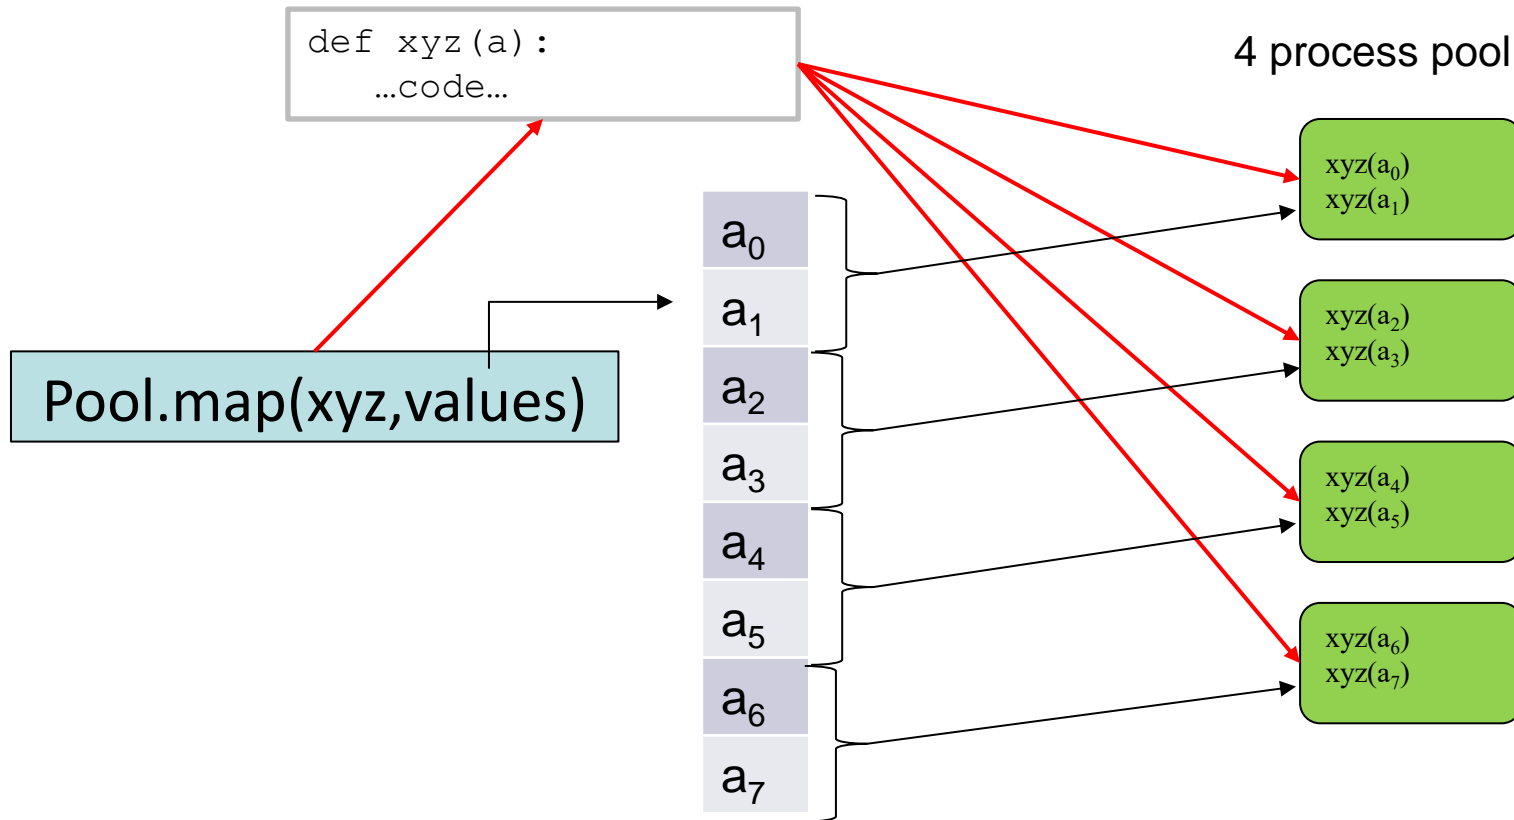 def xyz(a):
…code…
4 process pool
xyz(a₀)
xyz(a₁)
a₀
a₁
a₂
a₃
a₄
a₅
a₆
a₇
Pool.map(xyz,values)
xyz(a₂)
xyz(a₃)
xyz(a₄)
xyz(a₅)
xyz(a₆)
xyz(a₇)